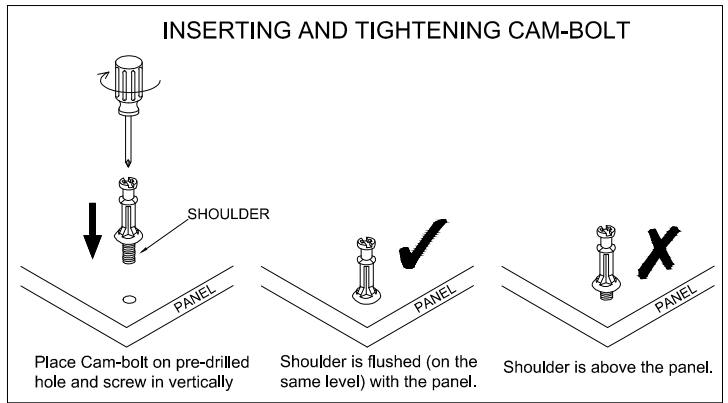 INSERTING AND TIGHTENING CAM-BOLT
SHOULDER
PANEL
PANEL
PANEL
Place Cam-bolt on pre-drilled
hole and screw in vertically
Shoulder is flushed (on the
same level) with the panel.
Shoulder is above the panel.